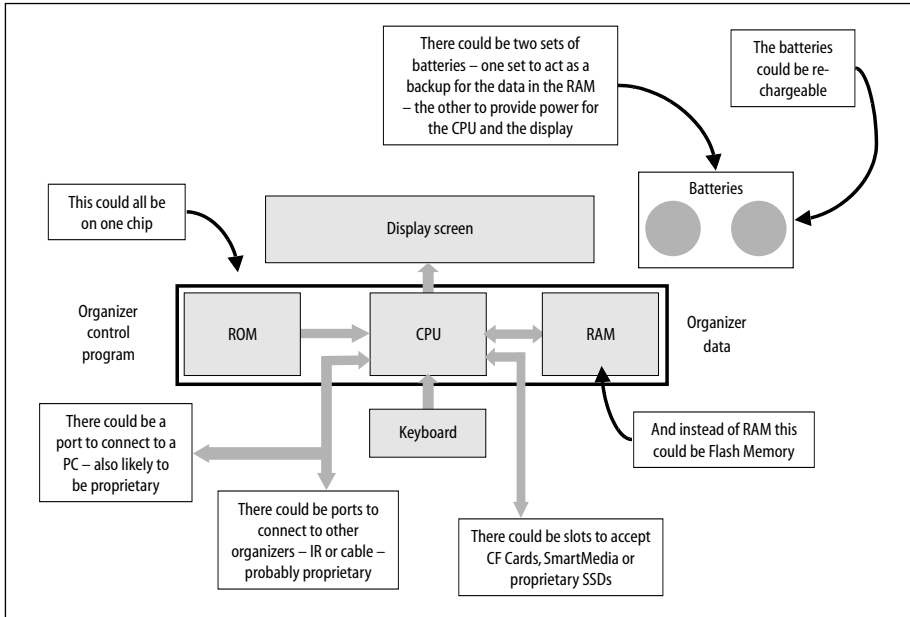 There could be two sets of
batteries – one set to act as a
backup for the data in the RAM
– the other to provide power for
the CPU and the display
The batteries
could be re-
chargeable
This could all be
on one chip
Batteries
Display screen
Organizer
control
program
ROM
CPU
RAM
Organizer
data
There could be a
port to connect to a
PC – also likely to
be proprietary
Keyboard
And instead of RAM this
could be Flash Memory
There could be ports to
connect to other
organizers – IR or cable –
probably proprietary
There could be slots to accept
CF Cards, SmartMedia or
proprietary SSDs